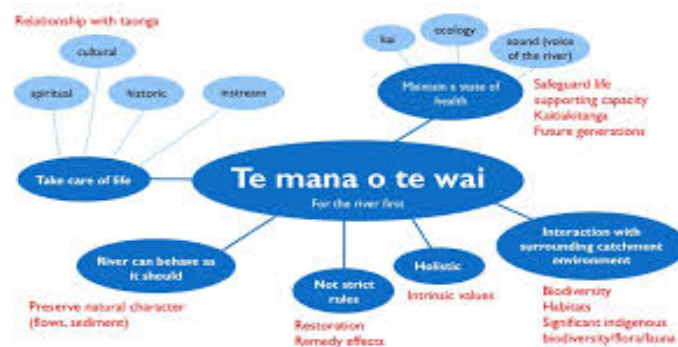 Relationship with taonga
cultural
spiritual
historic
instream
Take care of life
kai
ecology
sound (voice
of the river)
Maintain a state of
health
Safeguard life
supporting capacity
Kaitiakitanga
Future generations
Te mana o te wai
For the river first
River can behave as
it should
Preserve natural character
(flows, sediment)
Not strict
rules
Restoration
Remedy effects
Holistic
Intrinsic values
Interaction with
surrounding catchment
environment
Biodiversity
Habitats
Significant indigenous
biodiversity/flora/fauna